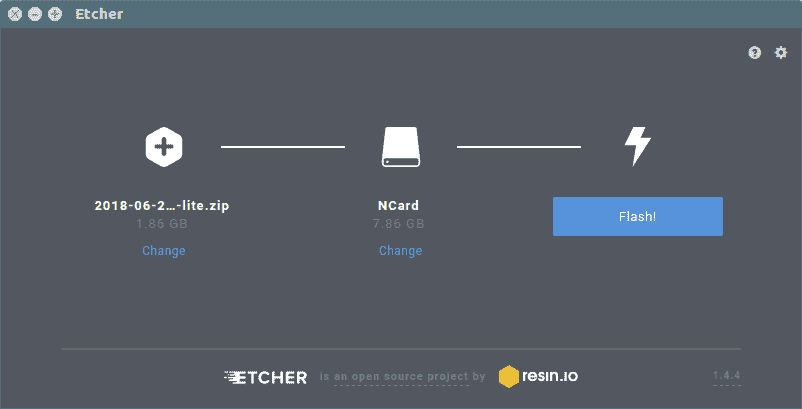 Etcher
2018-06-2...-lite.zip
NCard
1.86 GB
7.86 GB
Flash!
Change
Change
ETCHER is an open source project by resin.io
1.4.4